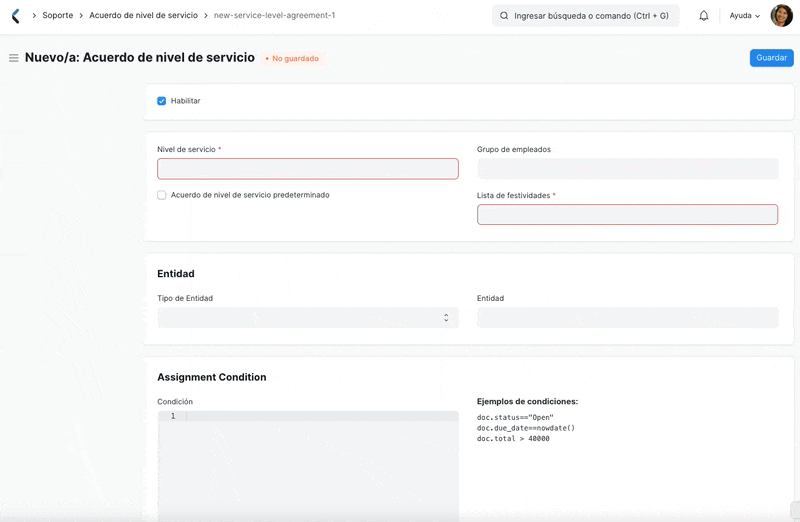 Soporte > Acuerdo de nivel de servicio > new-service-level-agreement-1
Ingresar búsqueda o comando (Ctrl + G)
Ayuda
Nuevo/a: Acuerdo de nivel de servicio
• No guardado
Guardar
Habilitar
Nivel de servicio *
Grupo de empleados
Acuerdo de nivel de servicio predeterminado
Lista de festividades *
Entidad
Tipo de Entidad
Entidad
Assignment Condition
Condición
1
Ejemplos de condiciones:
doc.status=="Open"
doc.due_date==nowdate()
doc.total > 40000